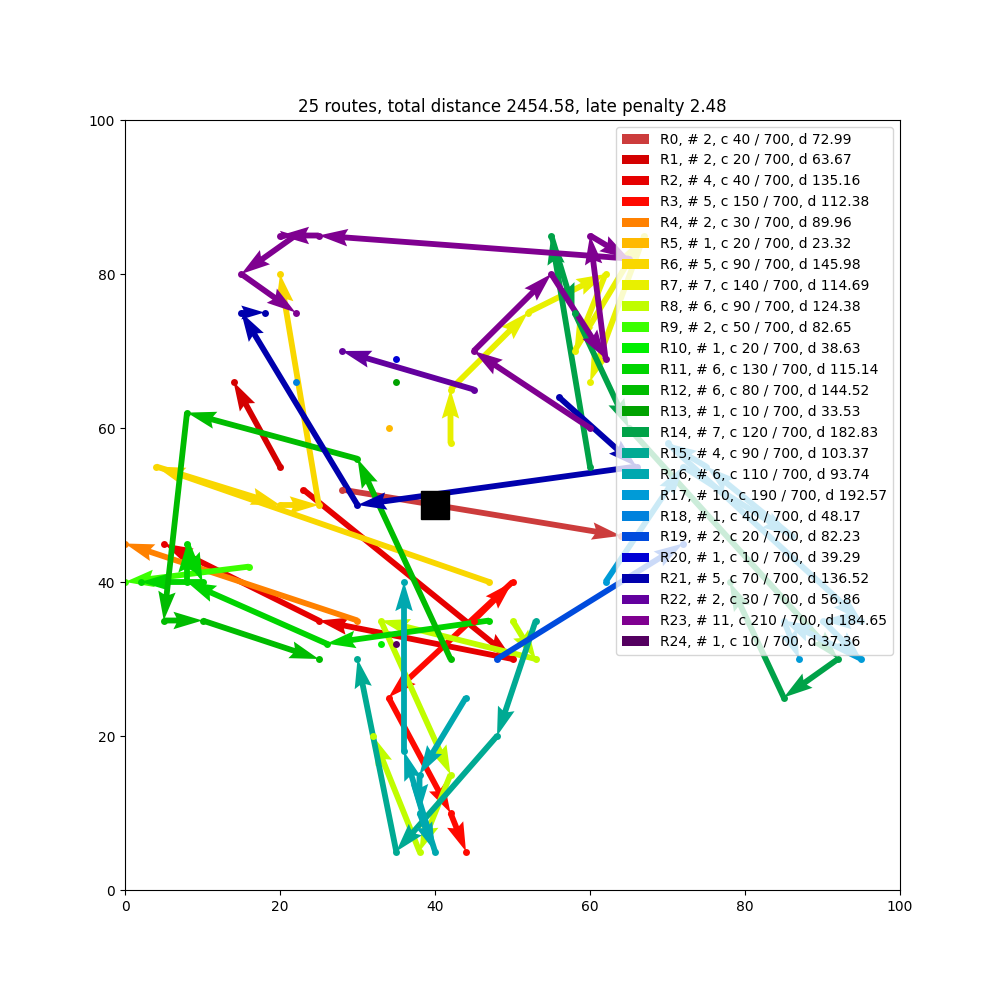 25 routes, total distance 2454.58, late penalty 2.48
100
80
60
40
20
0
0 20 40 60 80 100
R0, # 2, c 40 / 700, d 72.99
R1, # 2, c 20 / 700, d 63.67
R2, # 4, c 40 / 700, d 135.16
R3, # 5, c 150 / 700, d 112.38
R4, # 2, c 30 / 700, d 89.96
R5, # 1, c 20 / 700, d 23.32
R6, # 5, c 90 / 700, d 145.98
R7, # 7, c 140 / 700, d 114.69
R8, # 6, c 90 / 700, d 124.38
R9, # 2, c 50 / 700, d 82.65
R10, # 1, c 20 / 700, d 38.63
R11, # 6, c 130 / 700, d 115.14
R12, # 6, c 80 / 700, d 144.52
R13, # 1, c 10 / 700, d 33.53
R14, # 7, c 120 / 700, d 182.83
R15, # 4, c 90 / 700, d 103.37
R16, # 6, c 110 / 700, d 93.74
R17, # 10, c 190 / 700, d 192.57
R18, # 1, c 40 / 700, d 48.17
R19, # 2, c 20 / 700, d 82.23
R20, # 1, c 10 / 700, d 39.29
R21, # 5, c 70 / 700, d 136.52
R22, # 2, c 30 / 700, d 56.86
R23, # 11, c 210 / 700, d 184.65
R24, # 1, c 10 / 700, d 37.36